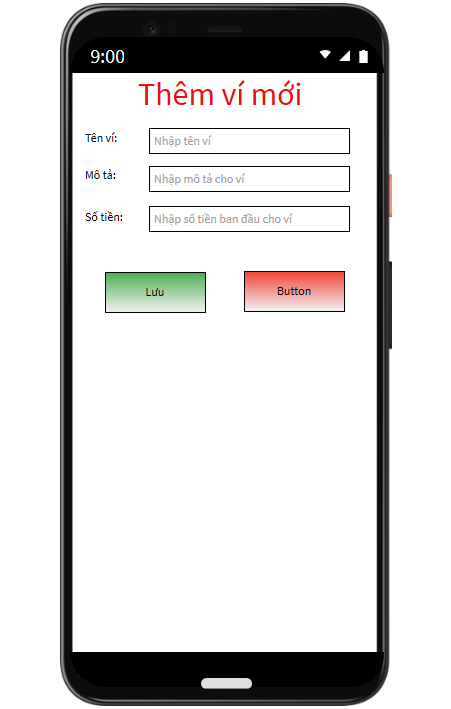 9:00
Thêm ví mới
Tên ví:
Nhập tên ví
Mô tả:
Nhập mô tả cho ví
Số tiền:
Nhập số tiền ban đầu cho ví
Lưu
Button